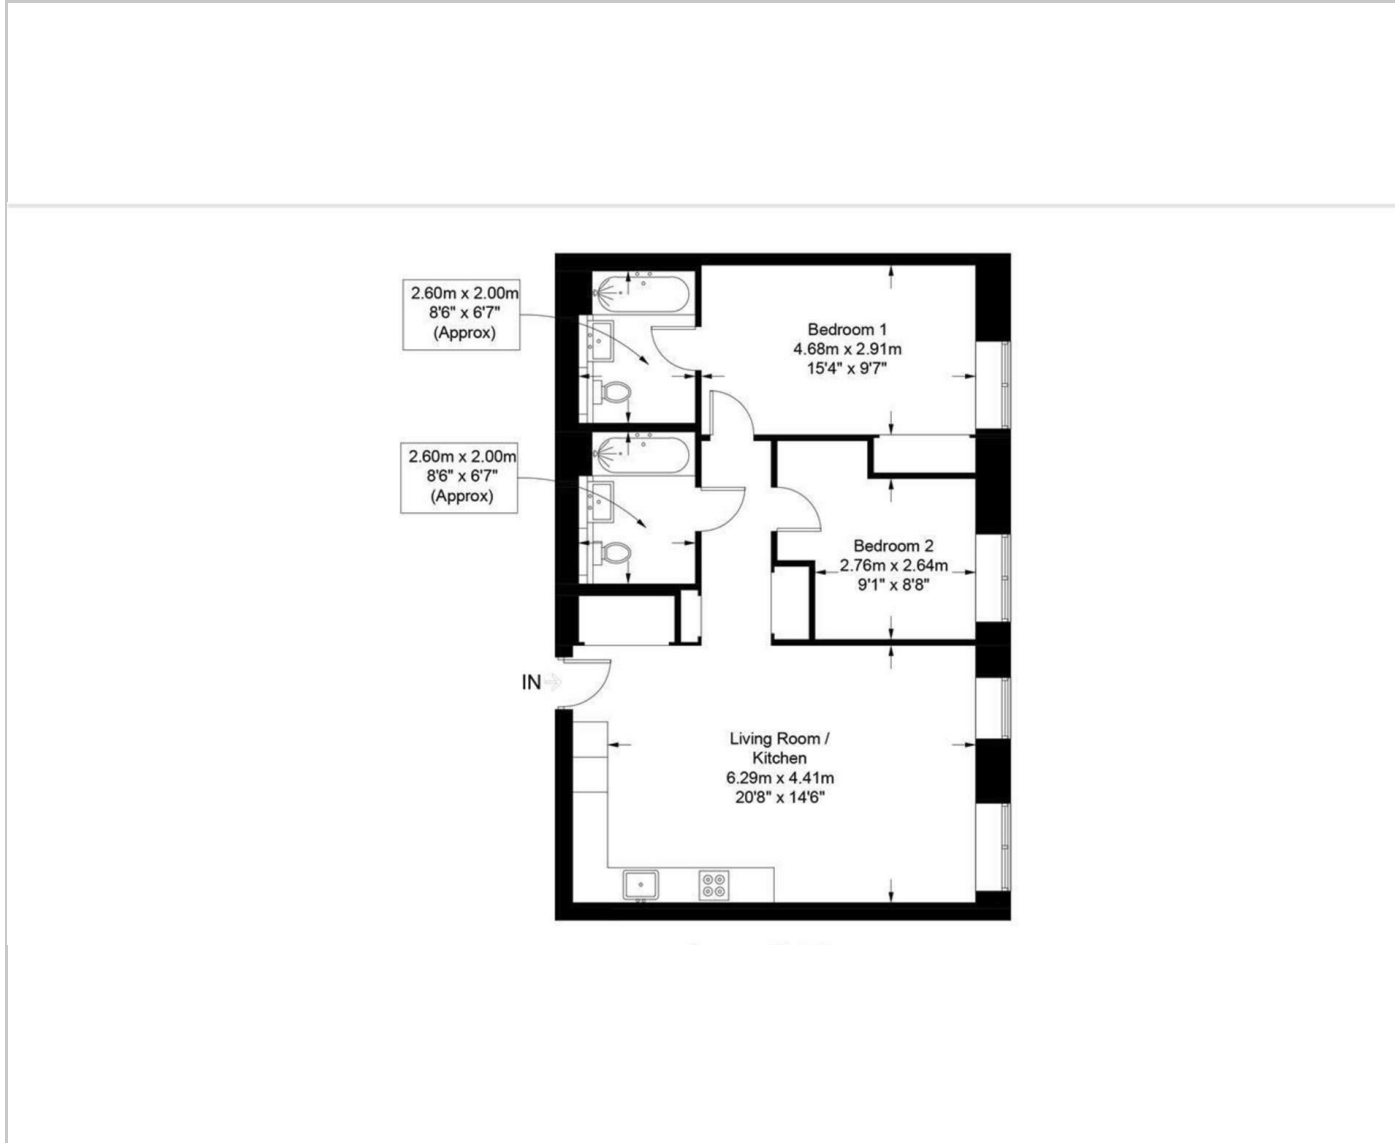 2.60m x 2.00m
8'6" x 6'7"
(Approx)
Bedroom 1
4.68m x 2.91m
15'4" x 9'7"
2.60m x 2.00m
8'6" x 6'7"
(Approx)
Bedroom 2
2.76m x 2.64m
9'1" x 8'8"
IN
Living Room /
Kitchen
6.29m x 4.41m
20'8" x 14'6"